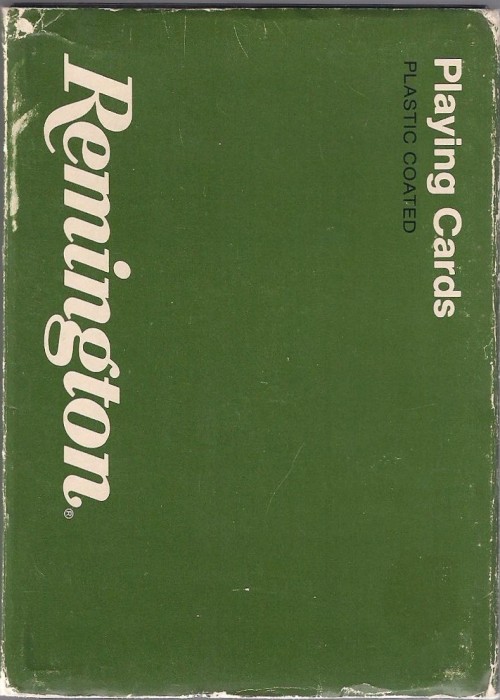 Playing Cards
PLASTIC COATED
Remington®